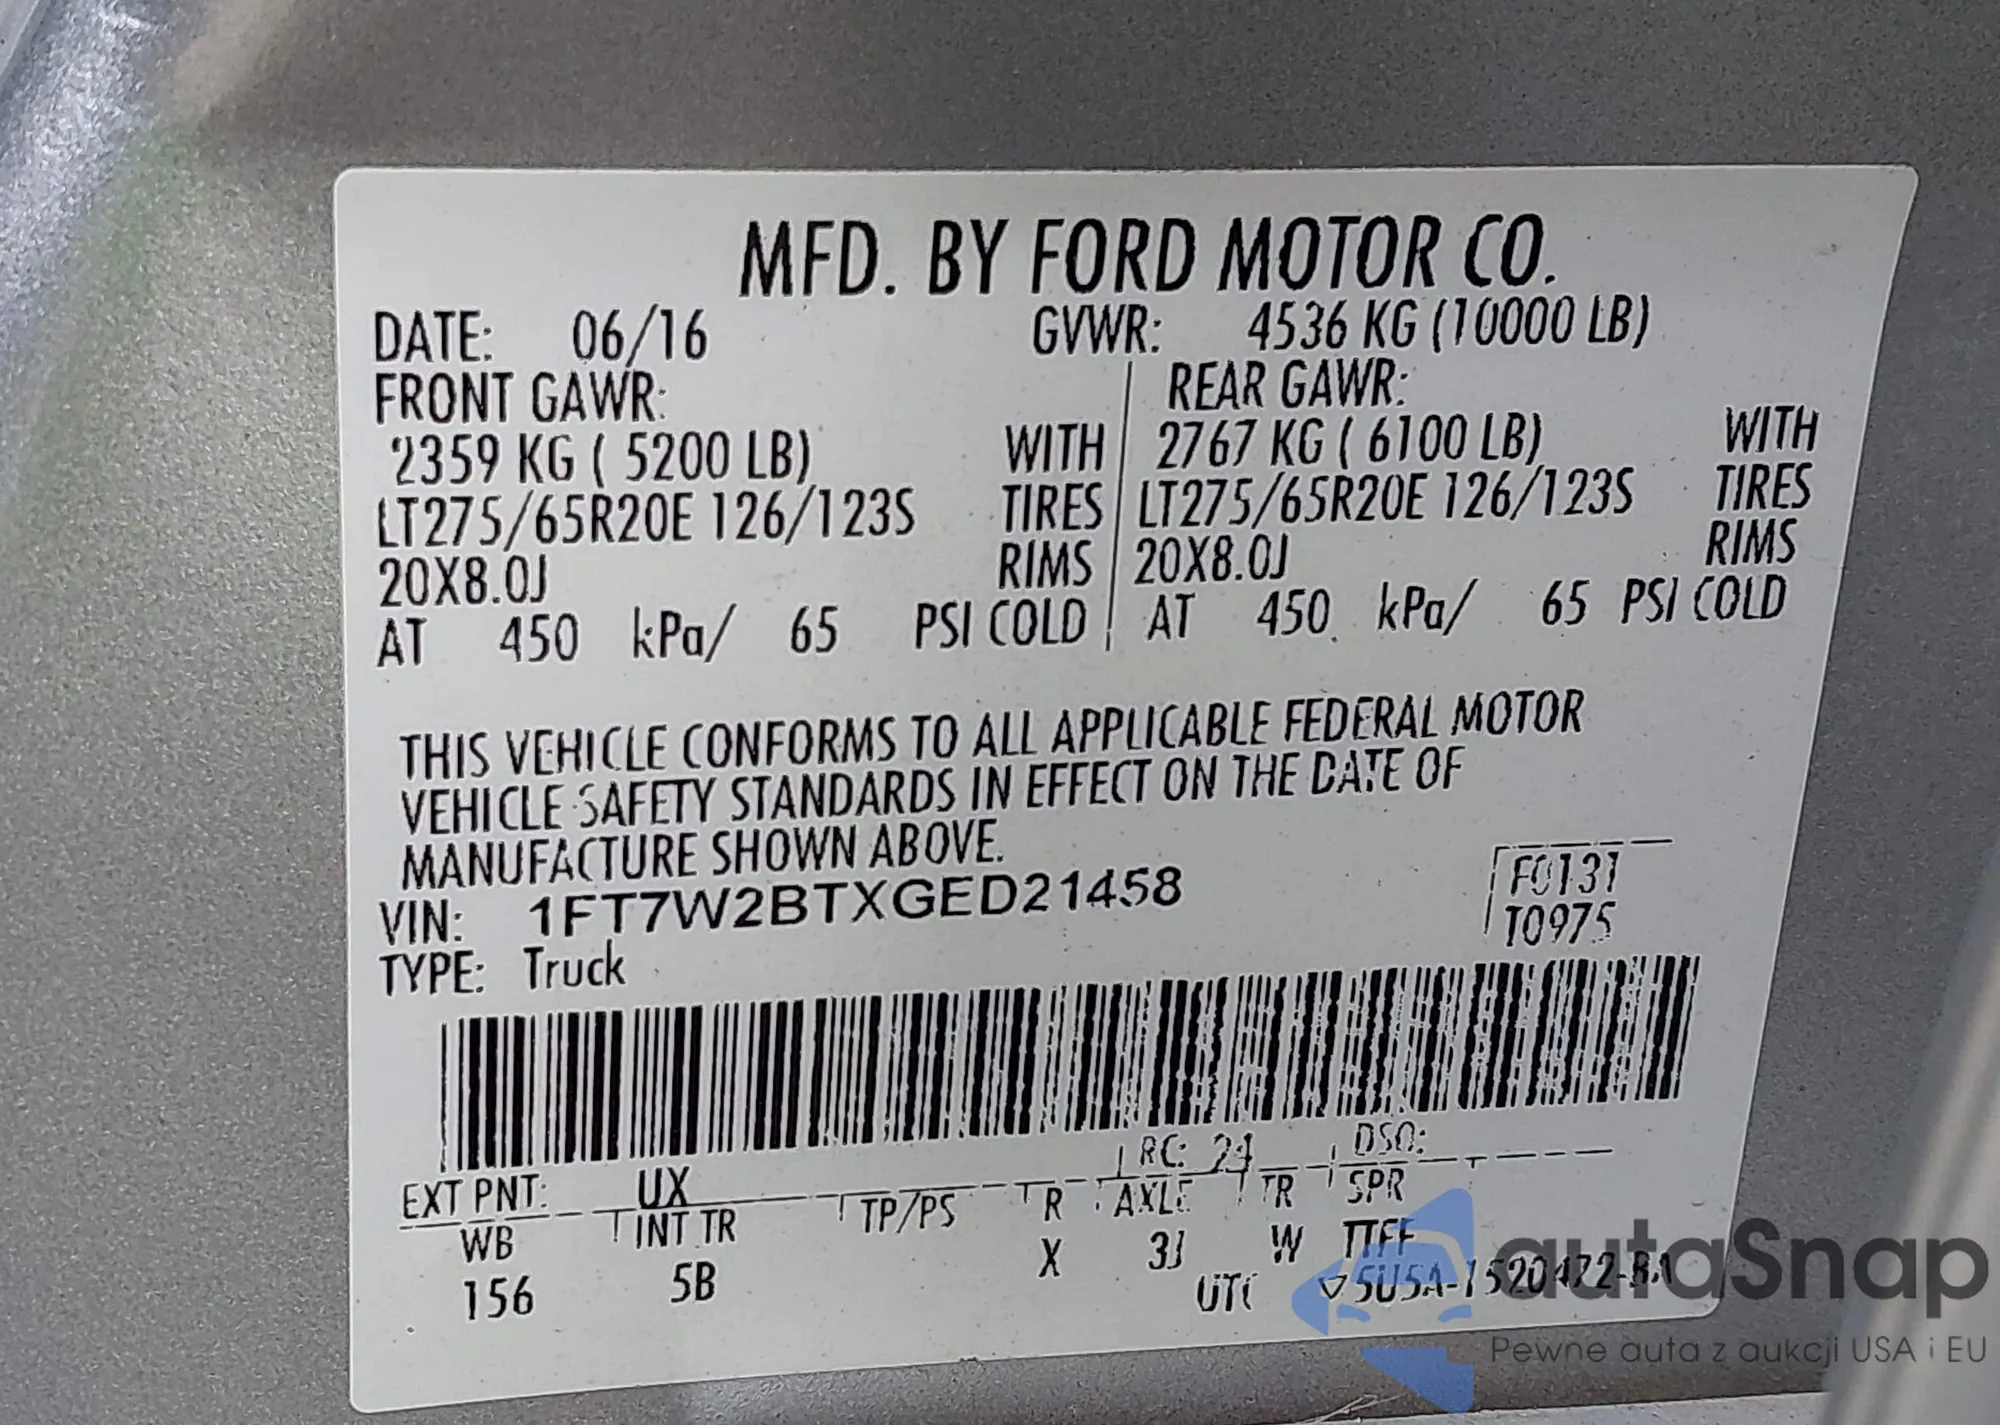 MFD. BY FORD MOTOR CO.
DATE: 06/16 GVWR: 4536 KG (10000 LB)
FRONT GAWR: REAR GAWR:
2359 KG ( 5200 LB) WITH 2767 KG ( 6100 LB) WITH
LT275/65R20E 126/123S TIRES LT275/65R20E 126/123S TIRES
20X8.0J RIMS 20X8.0J RIMS
AT 450 kPa/ 65 PSI COLD AT 450 kPa/ 65 PSI COLD
THIS VEHICLE CONFORMS TO ALL APPLICABLE FEDERAL MOTOR
VEHICLE SAFETY STANDARDS IN EFFECT ON THE DATE OF
MANUFACTURE SHOWN ABOVE.
F0131
VIN: 1FT7W2BTXGED21458
T0975
TYPE: Truck
RC: 24 DSO:
EXT PNT: UX
WB INT TR TP/PS R AXLE TR SPR
156 5B X 3J W TTFF
UTC ▽5U5A-1520472-BA
autaSnap
Pewne auta z aukcji USA i EU